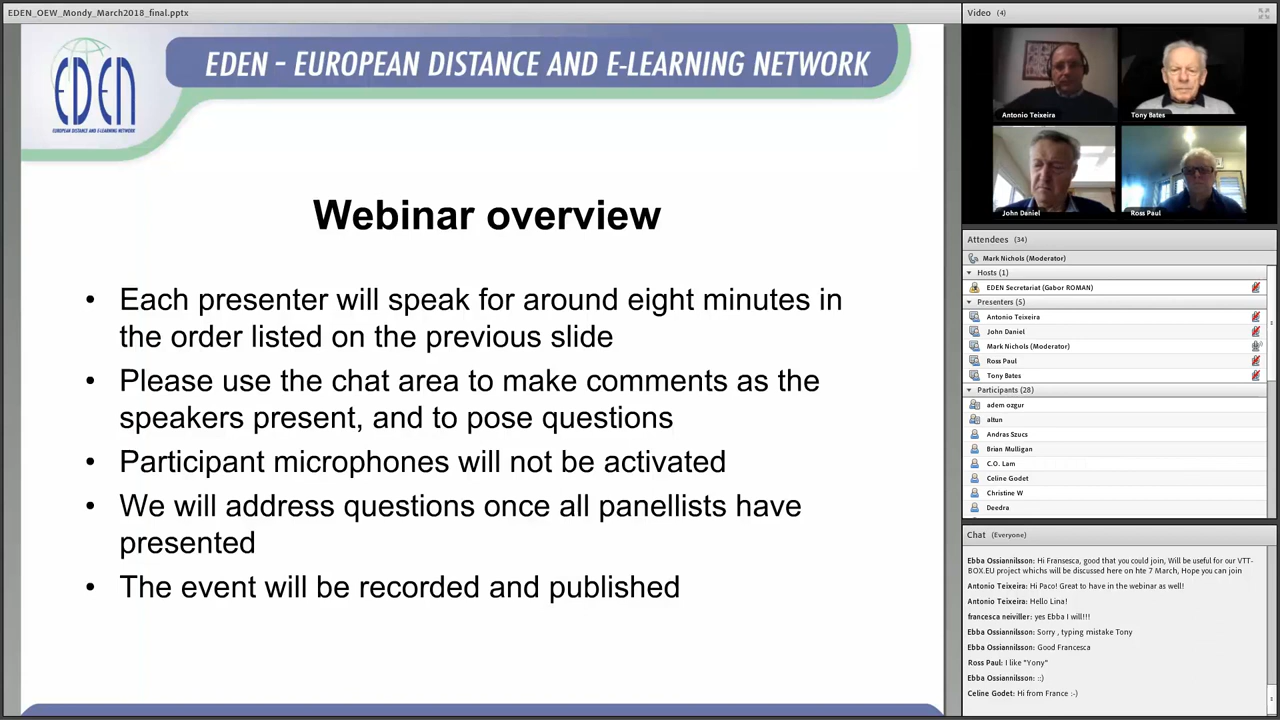 EDEN_OEW_Mondy_March2018_final.pptx
EDEN
EUROPEAN DISTANCE AND E-LEARNING NETWORK
EDEN - EUROPEAN DISTANCE AND E-LEARNING NETWORK
Webinar overview
• Each presenter will speak for around eight minutes in
the order listed on the previous slide
• Please use the chat area to make comments as the
speakers present, and to pose questions
• Participant microphones will not be activated
• We will address questions once all panellists have
presented
• The event will be recorded and published
Video (4)
Antonio Teixeira
Tony Bates
John Daniel
Ross Paul
Attendees (34)
Mark Nichols (Moderator)
Hosts (1)
EDEN Secretariat (Gabor ROMAN)
Presenters (5)
Antonio Teixeira
John Daniel
Mark Nichols (Moderator)
Ross Paul
Tony Bates
Participants (28)
adem ozgur
altun
Andras Szucs
Brian Mulligan
C.O. Lam
Celine Godet
Christine W
Deedra
Chat (Everyone)
Ebba Ossiannilsson: Hi Fransesca, good that you could join, Will be useful for our VTT-
BOX.EU project whichs will be discussed here on hte 7 March, Hope you can join
Antonio Teixeira: Hi Paco! Great to have in the webinar as well!
Antonio Teixeira: Hello Lina!
francesca neiviller: yes Ebba I will!!!
Ebba Ossiannilsson: Sorry , typing mistake Tony
Ebba Ossiannilsson: Good Francesca
Ross Paul: I like "Yony"
Ebba Ossiannilsson: ::)
Celine Godet: Hi from France :-)